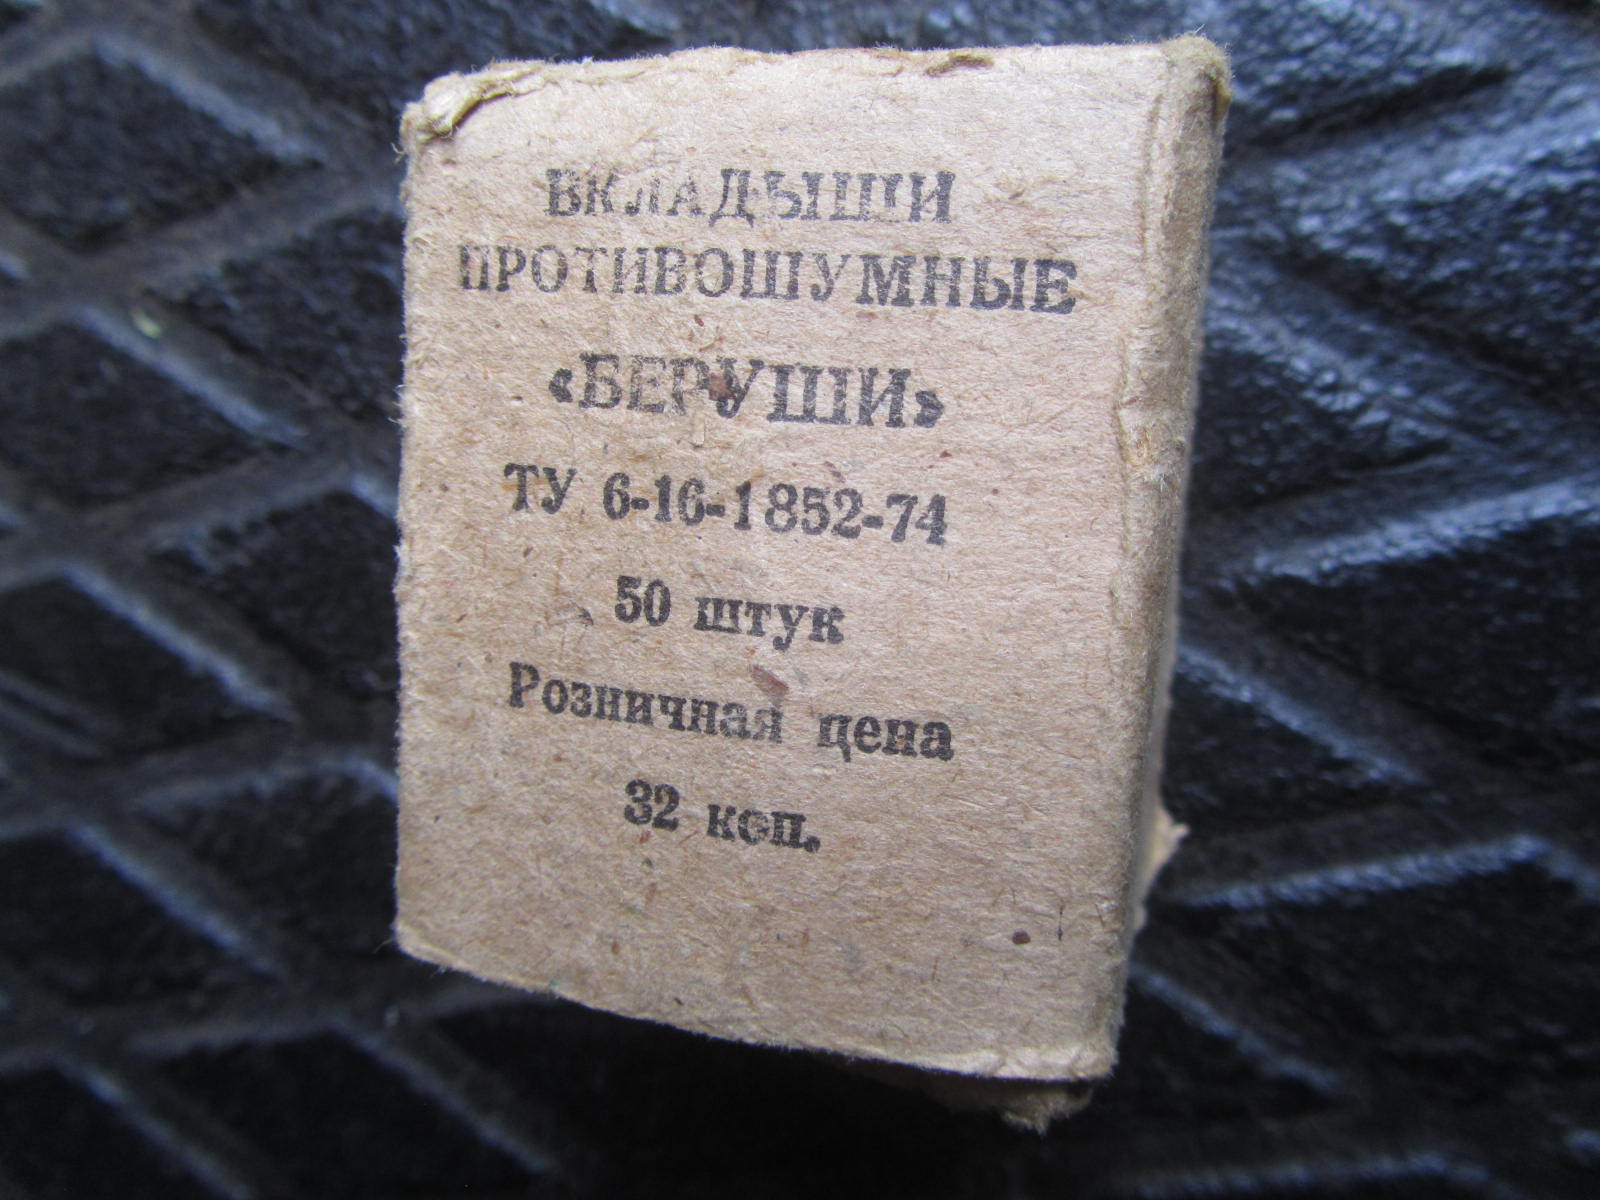 ВКЛАДЫШИ
ПРОТИВОШУМНЫЕ
«БЕРУШИ»
ТУ 6-16-1852-74
50 штук
Розничная цена
32 коп.